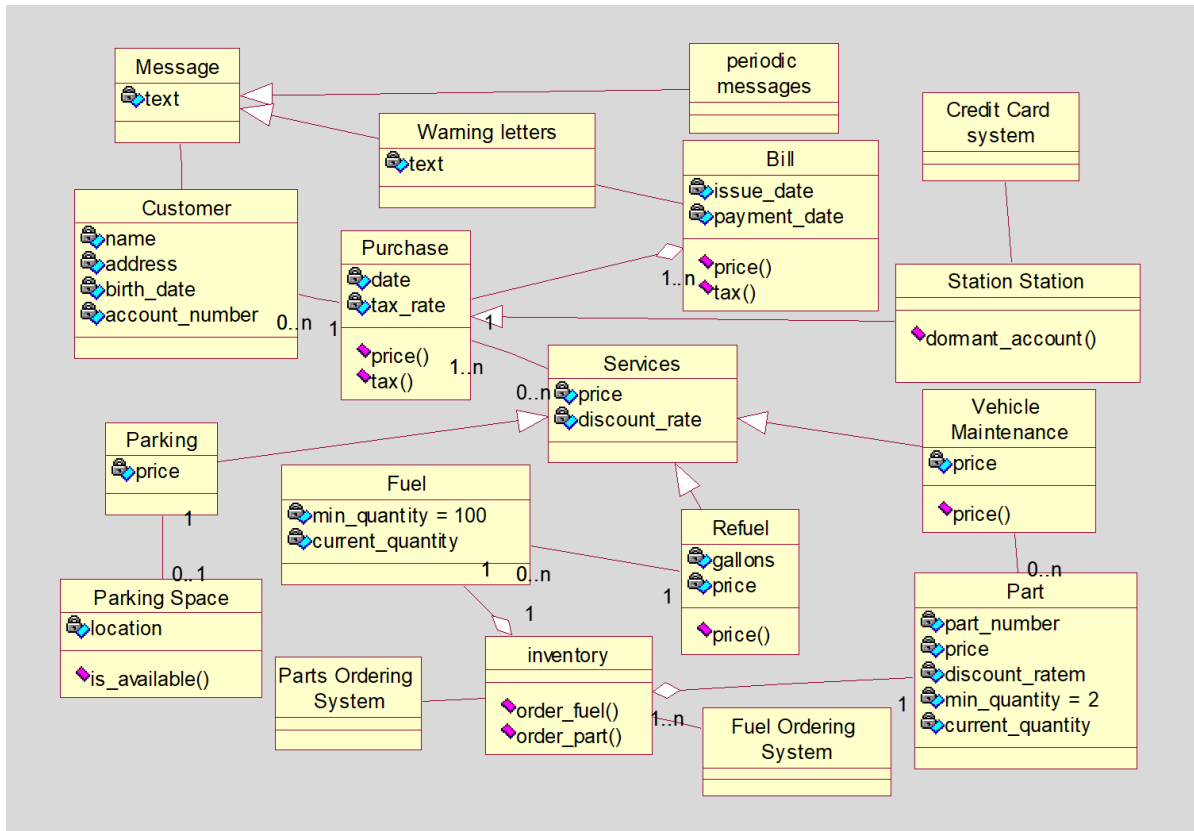 Message
text
periodic
messages
Warning letters
text
Credit Card
system
Bill
issue_date
payment_date
price()
tax()
Customer
name
address
birth_date
account_number
0..n
1
Purchase
date
tax_rate
price()
tax()
1..n
1
1..n
0..n
Station Station
dormant_account()
Services
price
discount_rate
Vehicle
Maintenance
price
price()
Parking
price
1
0..1
Fuel
min_quantity = 100
current_quantity
1
0..n
1
1
Refuel
gallons
price
price()
0..n
Parking Space
location
is_available()
Part
part_number
price
discount_ratem
min_quantity = 2
current_quantity
inventory
order_fuel()
order_part()
1..n
1
Parts Ordering
System
Fuel Ordering
System